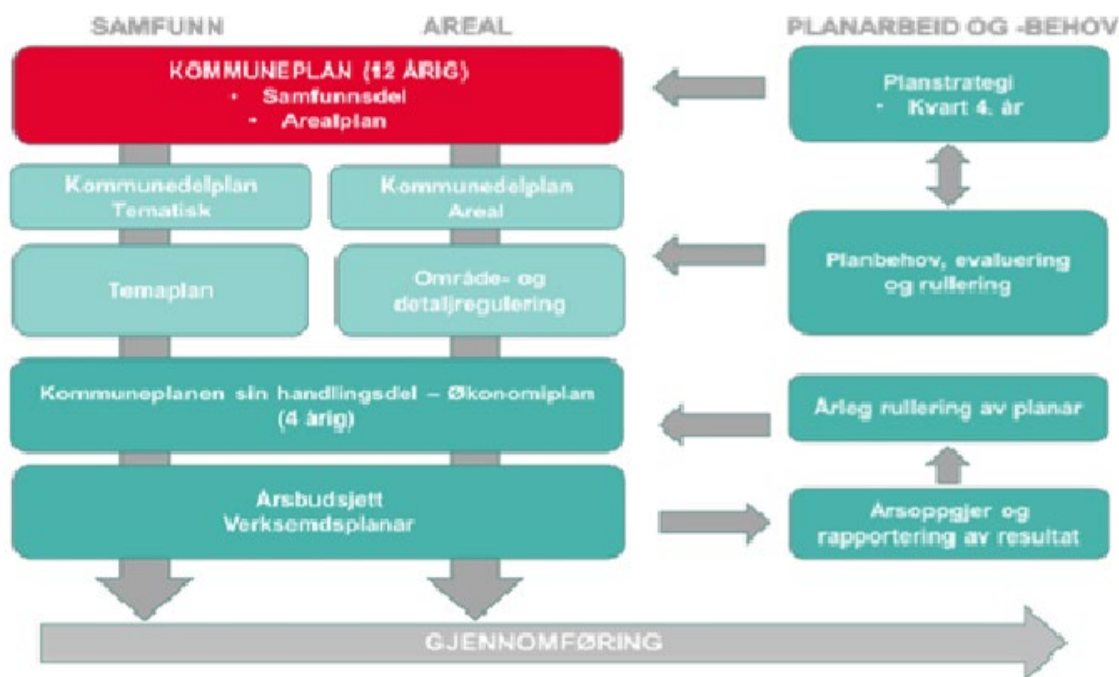 SAMFUNN
AREAL
PLANARBEID OG -BEHOV
KOMMUNEPLAN (12 ÅRIG)
• Samfunnsdel
• Arealplan
Planstrategi
• Kvart 4. år
Kommunedelplan
Tematisk
Kommunedelplan
Areal
Temaplan
Område- og
detaljregulering
Planbehov, evaluering
og rullering
Kommuneplanen sin handlingsdel – Økonomiplan
(4 årig)
Årleg rullering av planar
Årsbudsjett
Verksemdsplanar
Årsoppgjer og
rapportering av resultat
GJENNOMFØRING